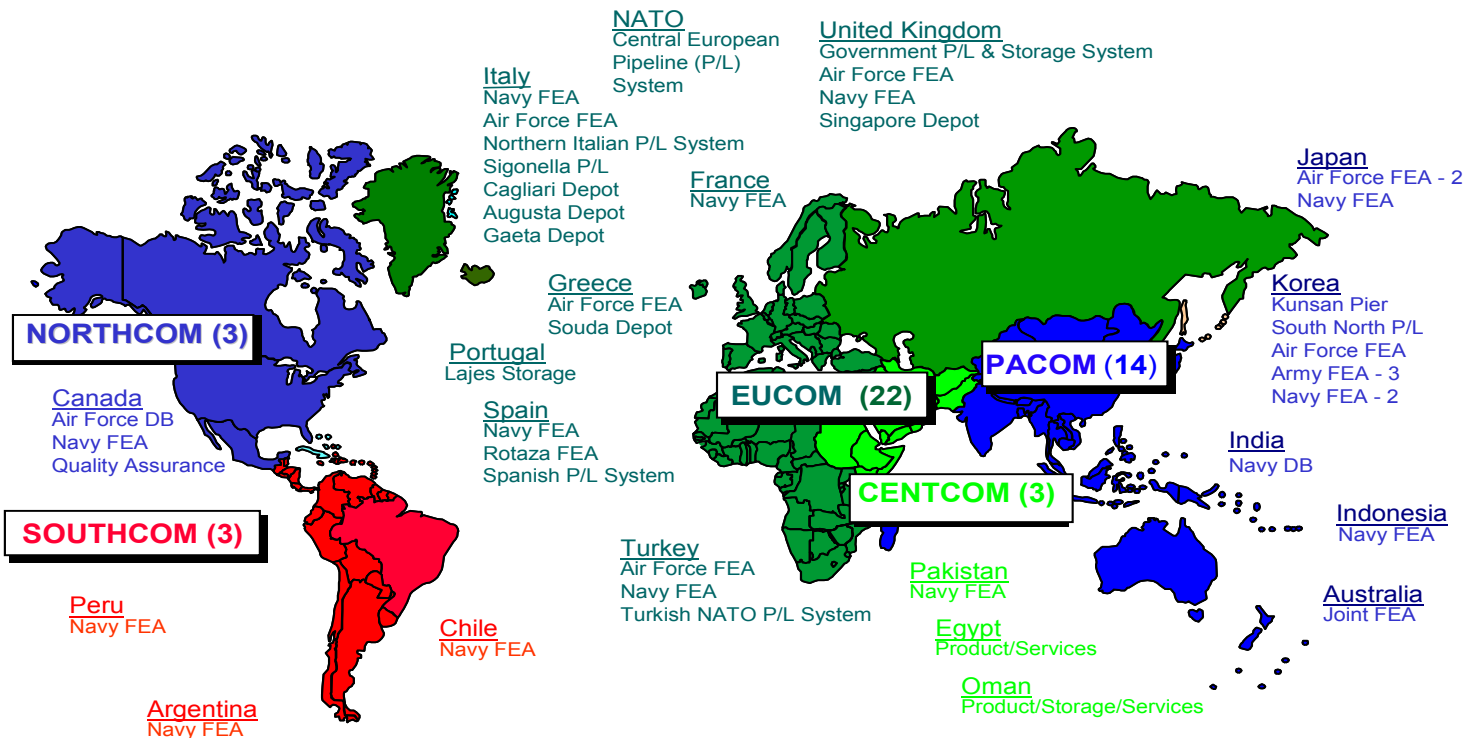 NATO
Central European
Pipeline (P/L)
System
United Kingdom
Government P/L & Storage System
Air Force FEA
Navy FEA
Singapore Depot
Italy
Navy FEA
Air Force FEA
Northern Italian P/L System
Sigonella P/L
Cagliari Depot
Augusta Depot
Gaeta Depot
France
Navy FEA
Japan
Air Force FEA - 2
Navy FEA
Greece
Air Force FEA
Souda Depot
Korea
Kunsan Pier
South North P/L
Air Force FEA
Army FEA - 3
Navy FEA - 2
NORTHCOM (3)
Portugal
Lajes Storage
PACOM (14)
EUCOM (22)
Canada
Air Force DB
Navy FEA
Quality Assurance
Spain
Navy FEA
Rotaza FEA
Spanish P/L System
India
Navy DB
CENTCOM (3)
SOUTHCOM (3)
Indonesia
Navy FEA
Turkey
Air Force FEA
Navy FEA
Turkish NATO P/L System
Pakistan
Navy FEA
Australia
Joint FEA
Peru
Navy FEA
Chile
Navy FEA
Egypt
Product/Services
Oman
Product/Storage/Services
Argentina
Navy FEA